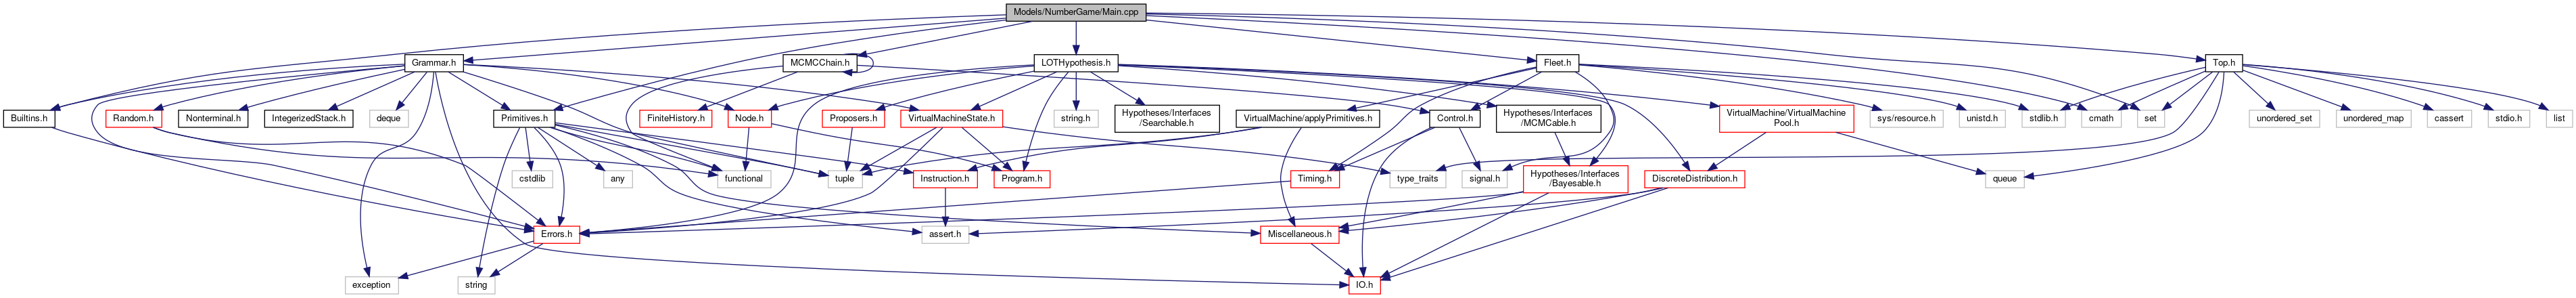 Models/NumberGame/Main.cpp
Grammar.h
MCMCChain.h
LOTHypothesis.h
Fleet.h
Top.h
Builtins.h
Random.h
Nonterminal.h
IntegerizedStack.h
deque
Primitives.h
FiniteHistory.h
Node.h
Proposers.h
VirtualMachineState.h
string.h
Hypotheses/Interfaces
/Searchable.h
VirtualMachine/applyPrimitives.h
Control.h
Hypotheses/Interfaces
/MCMCable.h
VirtualMachine/VirtualMachine
Pool.h
sys/resource.h
unistd.h
stdlib.h
cmath
set
unordered_set
unordered_map
cassert
stdio.h
list
cstdlib
any
functional
tuple
Instruction.h
Program.h
Timing.h
type_traits
signal.h
Hypotheses/Interfaces
/Bayesable.h
DiscreteDistribution.h
queue
Errors.h
assert.h
Miscellaneous.h
exception
string
IO.h